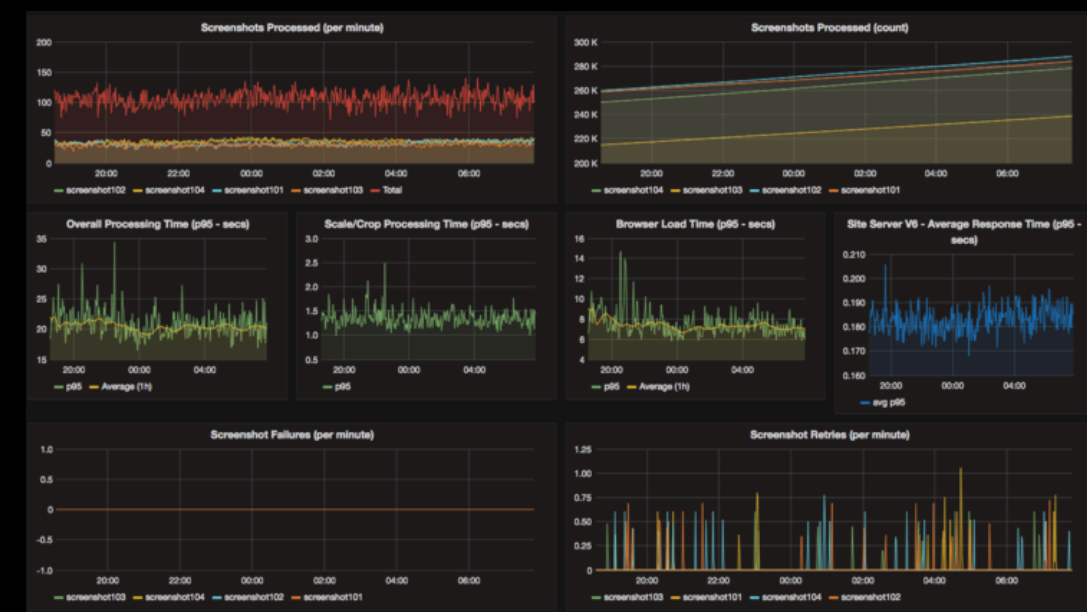 Screenshots Processed (per minute)
200
150
100
50
0
20:00 22:00 00:00 02:00 04:00 06:00
screenshot102 screenshot104 screenshot101 screenshot103 Total
Screenshots Processed (count)
300 K
280 K
260 K
240 K
220 K
200 K
20:00 22:00 00:00 02:00 04:00 06:00
screenshot104 screenshot103 screenshot102 screenshot101
Overall Processing Time (p95 - secs)
35
30
25
20
15
20:00 00:00 04:00
p95 Average (1h)
Scale/Crop Processing Time (p95 - secs)
3.0
2.5
2.0
1.5
1.0
0.5
20:00 00:00 04:00
p95
Browser Load Time (p95 - secs)
16
14
12
10
8
6
4
20:00 00:00 04:00
p95 Average (1h)
Site Server V6 - Average Response Time (p95 -
secs)
0.210
0.200
0.190
0.180
0.170
0.160
20:00 00:00 04:00
avg p95
Screenshot Failures (per minute)
1.0
0.5
0
-0.5
-1.0
20:00 22:00 00:00 02:00 04:00 06:00
screenshot103 screenshot104 screenshot102 screenshot101
Screenshot Retries (per minute)
1.25
1.00
0.75
0.50
0.25
0
20:00 22:00 00:00 02:00 04:00 06:00
screenshot103 screenshot101 screenshot104 screenshot102